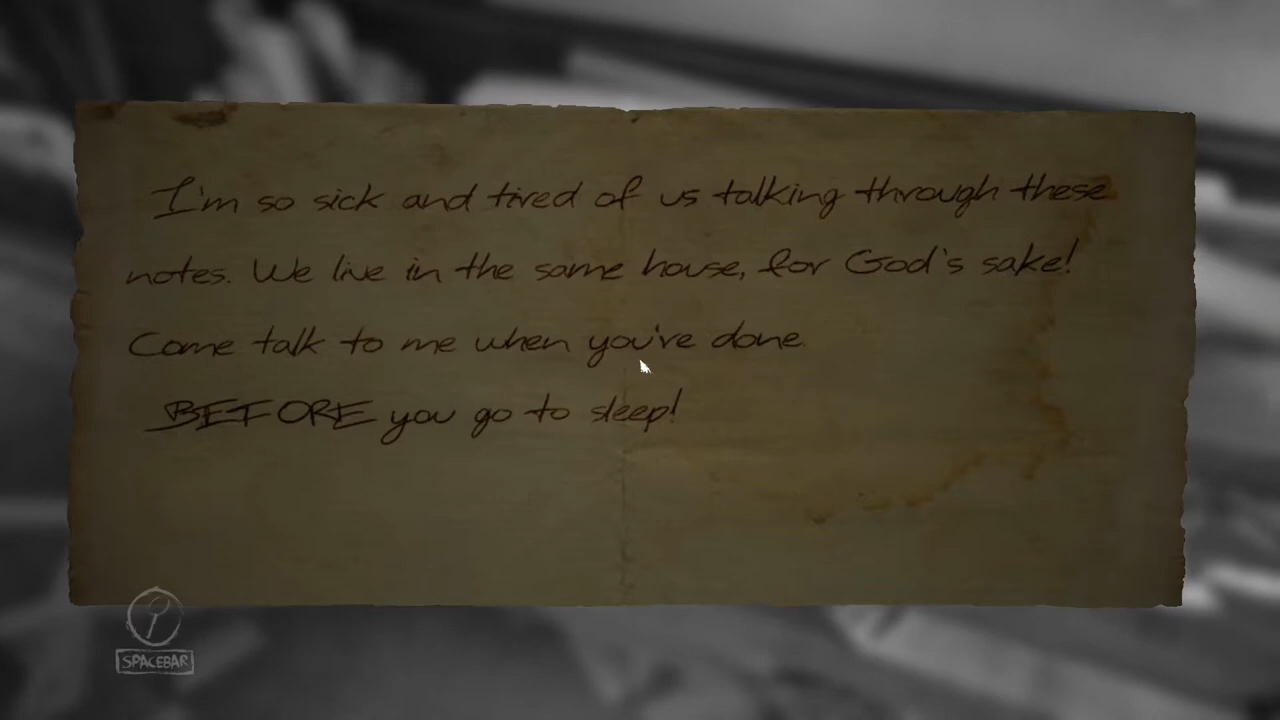 I'm so sick and tired of us talking through these
notes. We live in the same house, for God's sake!
Come talk to me when you're done.
BEFORE you go to sleep!
SPACEBAR